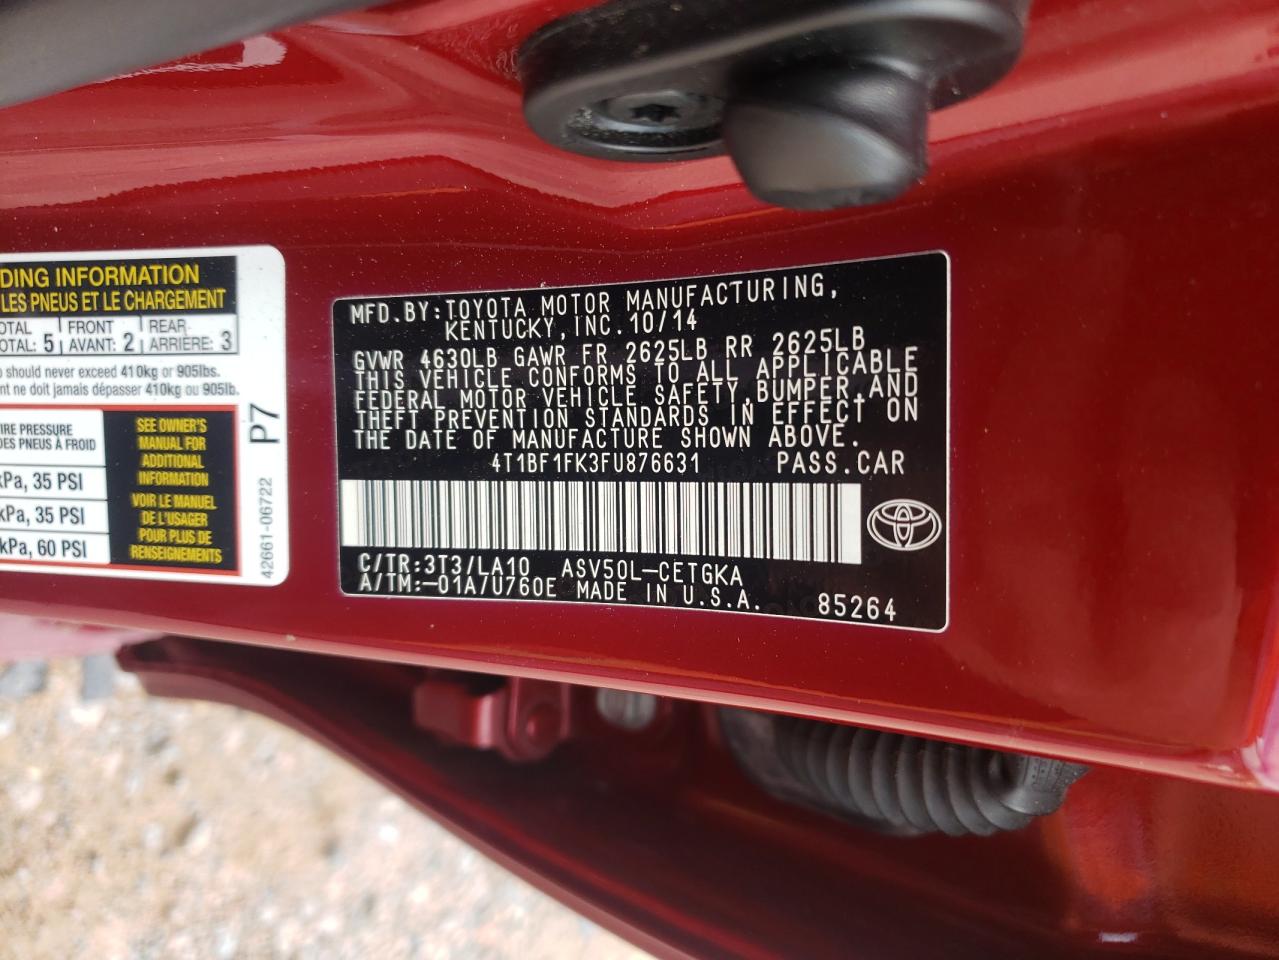 DING INFORMATION
LES PNEUS ET LE CHARGEMENT
OTAL FRONT REAR
OTAL: 5 AVANT: 2 ARRIÈRE: 3
o should never exceed 410kg or 905lbs.
nt ne doit jamais dépasser 410kg ou 905lb.
IRE PRESSURE
DES PNEUS À FROID
kPa, 35 PSI
kPa, 35 PSI
kPa, 60 PSI
SEE OWNER'S
MANUAL FOR
ADDITIONAL
INFORMATION
VOIR LE MANUEL
DE L'USAGER
POUR PLUS DE
RENSEIGNEMENTS
P7
42661-06722
MFD.BY:TOYOTA MOTOR MANUFACTURING,
KENTUCKY, INC.10/14
GVWR 4630LB GAWR FR 2625LB RR 2625LB
THIS VEHICLE CONFORMS TO ALL APPLICABLE
FEDERAL MOTOR VEHICLE SAFETY,BUMPER,AND
THEFT PREVENTION STANDARDS IN EFFECT ON
THE DATE OF MANUFACTURE SHOWN ABOVE.
4T1BF1FK3FU876631 PASS.CAR
C/TR:3T3/LA10 ASV50L-CETGKA
A/TM:-01A/U760E MADE IN U.S.A. 85264